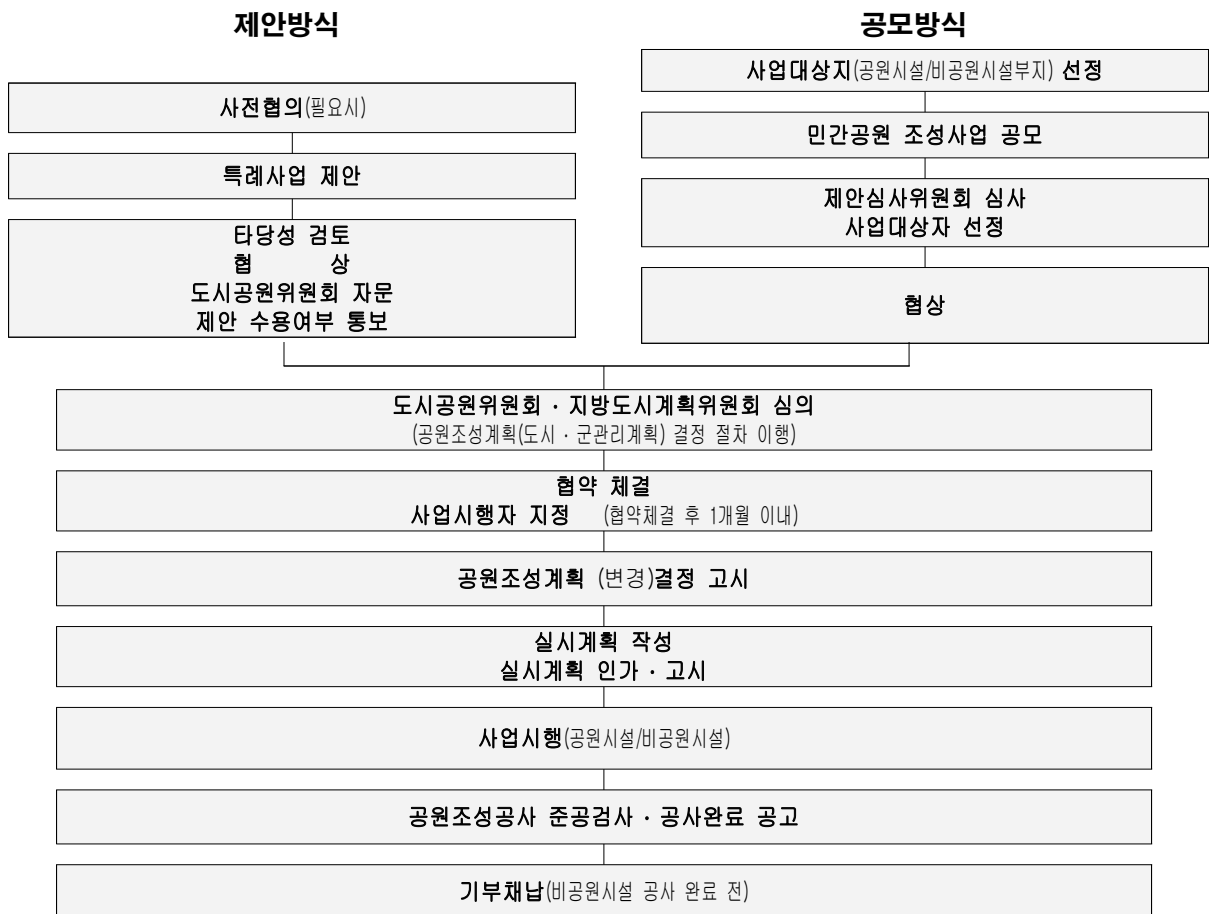 제안방식
사전협의(필요시)
특례사업 제안
타당성 검토
협 상
도시공원위원회 자문
제안 수용여부 통보
공모방식
사업대상지(공원시설/비공원시설부지) 선정
민간공원 조성사업 공모
제안심사위원회 심사
사업대상자 선정
협상
도시공원위원회 · 지방도시계획위원회 심의
(공원조성계획(도시 · 군관리계획) 결정 절차 이행)
협약 체결
사업시행자 지정 (협약체결 후 1개월 이내)
공원조성계획 (변경)결정 고시
실시계획 작성
실시계획 인가 · 고시
사업시행(공원시설/비공원시설)
공원조성공사 준공검사 · 공사완료 공고
기부채납(비공원시설 공사 완료 전)